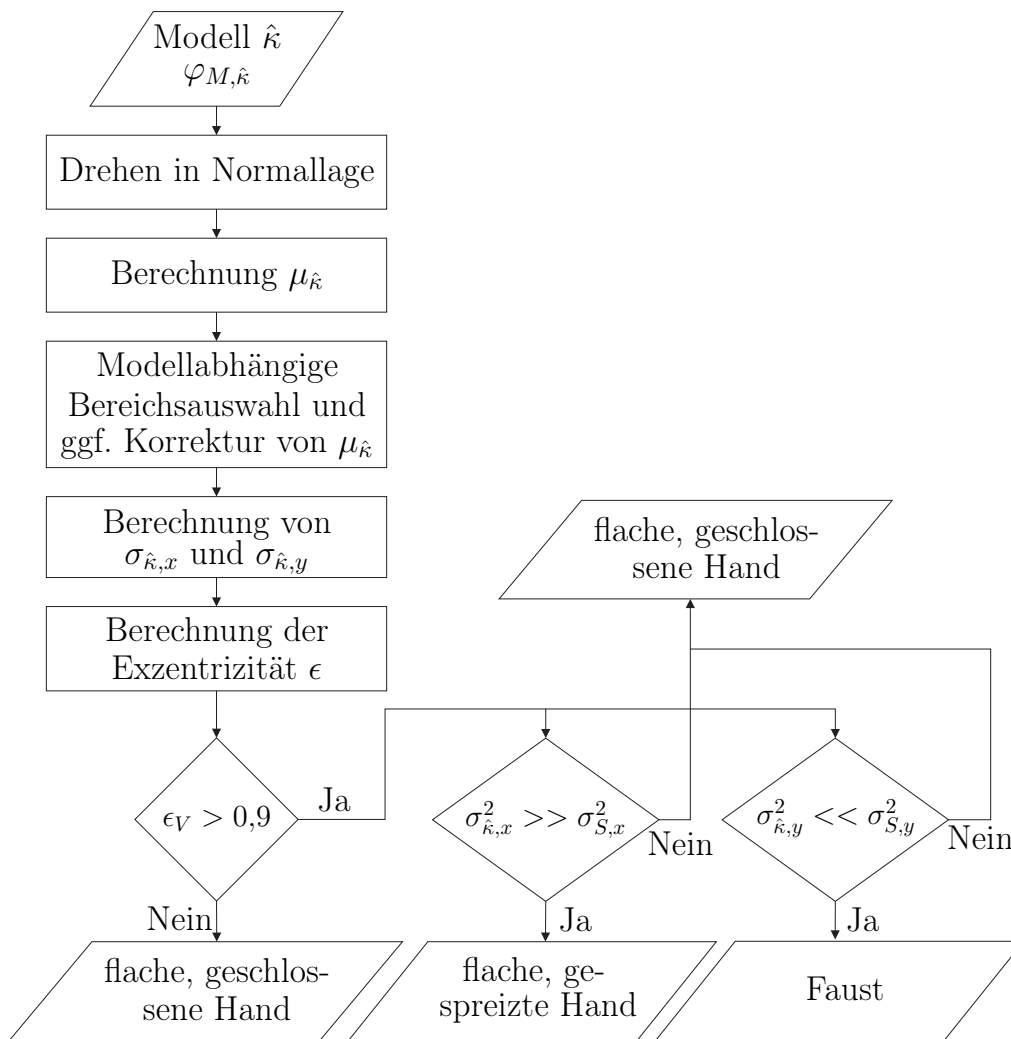 Modell κ̂
φ_{M,κ̂}
Drehen in Normallage
Berechnung μ_{κ̂}
Modellabhängige
Bereichsauswahl und
ggf. Korrektur von μ_{κ̂}
Berechnung von
σ_{κ̂,x} und σ_{κ̂,y}
Berechnung der
Exzentrizität ϵ
flache, geschlos-
sene Hand
ϵ_V > 0,9
Ja
Nein
σ²_{κ̂,x} >> σ²_{S,x}
Nein
Ja
σ²_{κ̂,y} << σ²_{S,y}
Nein
Ja
flache, geschlos-
sene Hand
flache, ge-
spreizte Hand
Faust